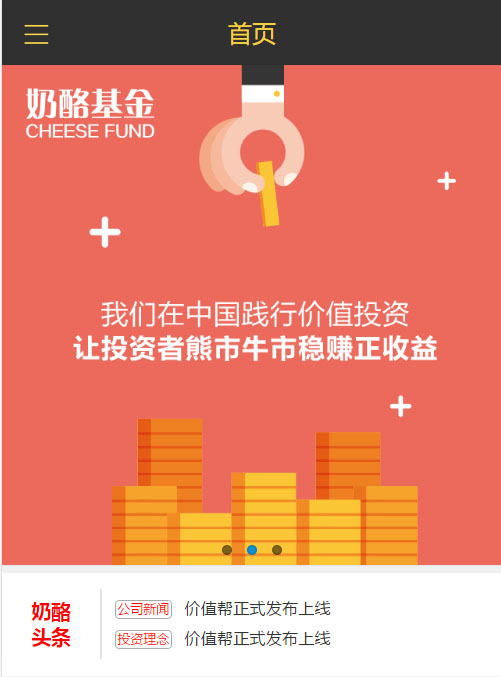 首页
奶酪基金
CHEESE FUND
我们在中国践行价值投资
让投资者熊市牛市稳赚正收益
奶酪
头条
公司新闻 价值帮正式发布上线
投资理念 价值帮正式发布上线